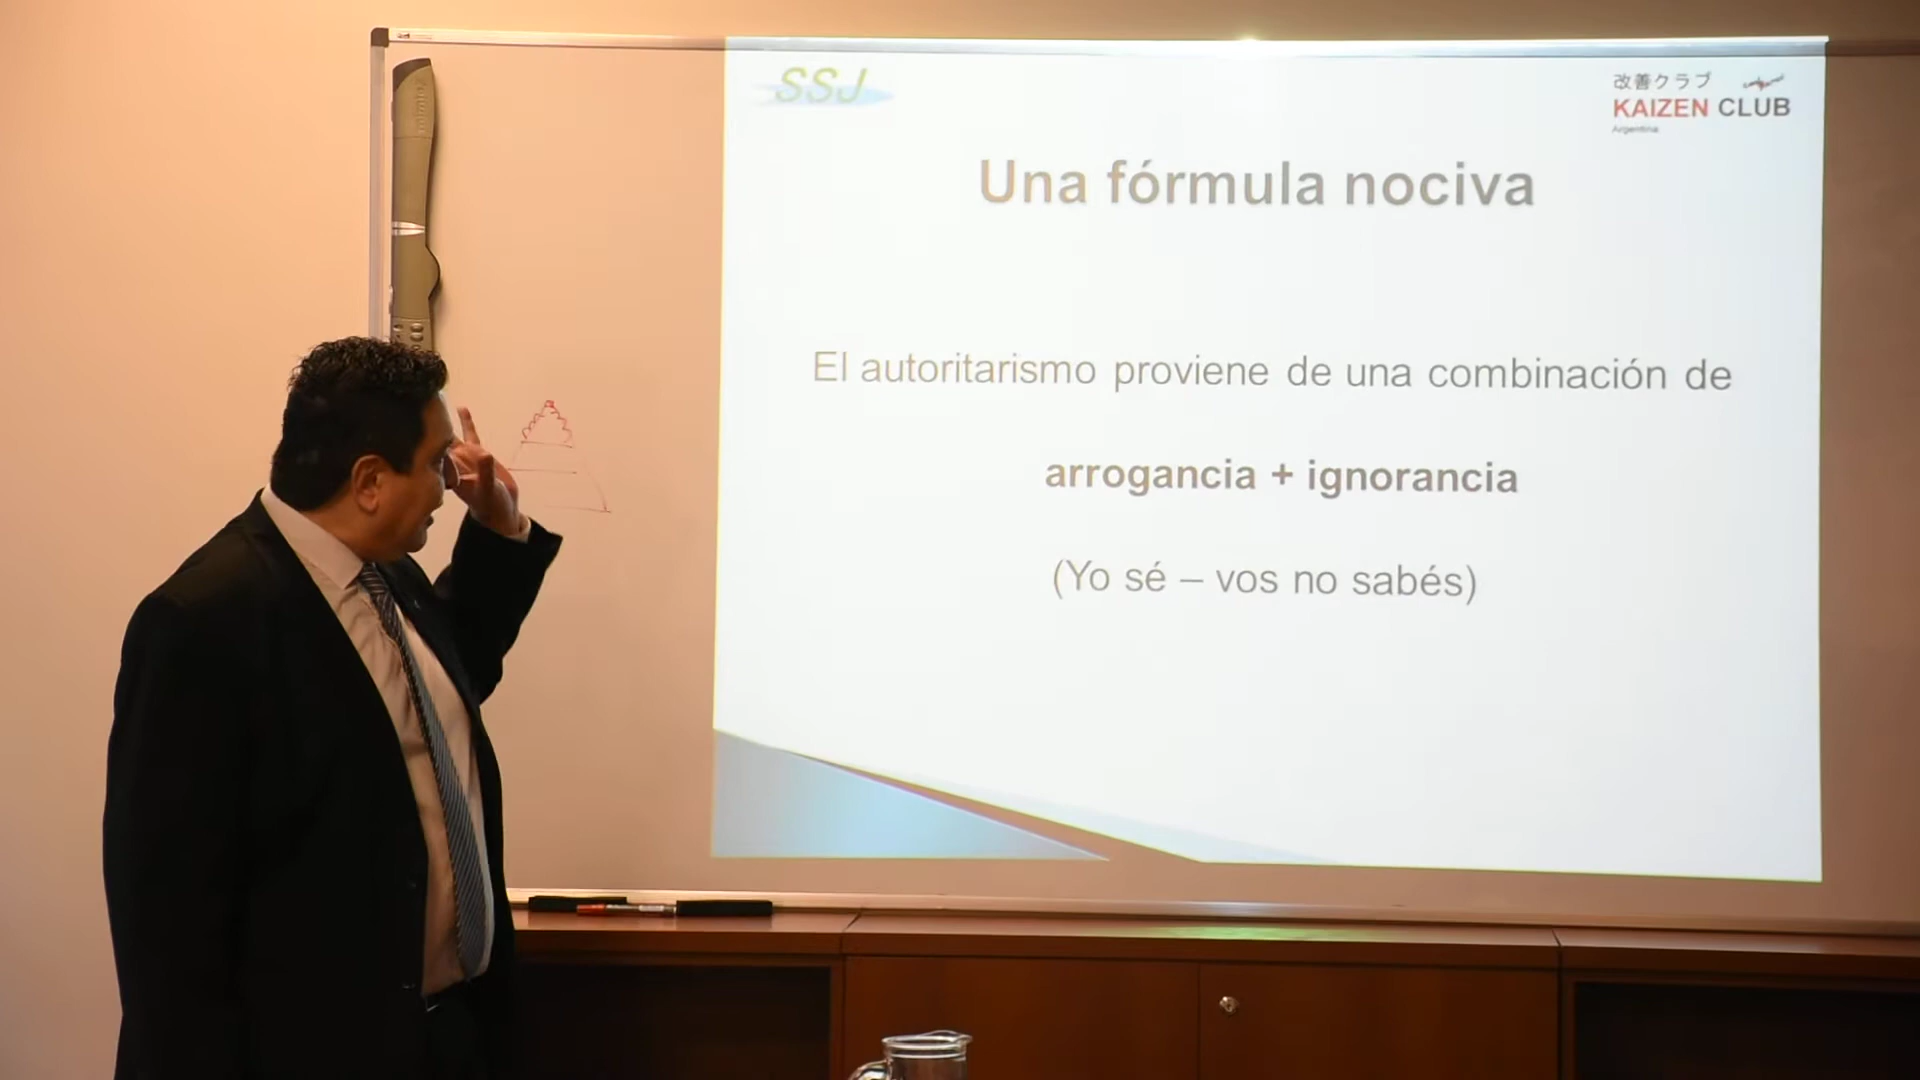 SSJ
改善クラブ
KAIZEN CLUB
Argentina
Una fórmula nociva
El autoritarismo proviene de una combinación de
arrogancia + ignorancia
(Yo sé – vos no sabés)